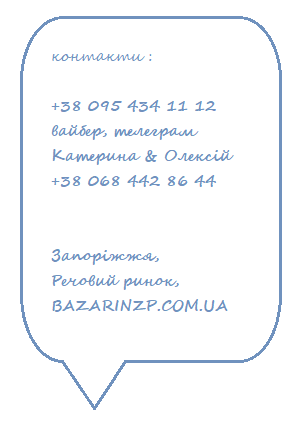 контакти :
+38 095 434 11 12
вайбер, телеграм
Катерина & Олексій
+38 068 442 86 44
Запоріжжя,
Речовий ринок,
BAZARINZP.COM.UA